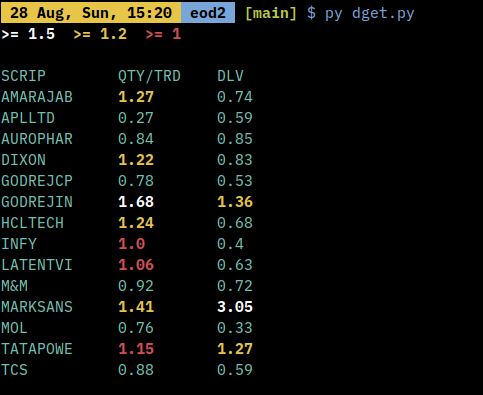 28 Aug, Sun, 15:20 eod2 [main] $ py dget.py
>= 1.5 >= 1.2 >= 1
SCRIP QTY/TRD DLV
AMARAJAB 1.27 0.74
APLLTD 0.27 0.59
AUROPHAR 0.84 0.85
DIXON 1.22 0.83
GODREJCP 0.78 0.53
GODREJIN 1.68 1.36
HCLTECH 1.24 0.68
INFY 1.0 0.4
LATENTVI 1.06 0.63
M&M 0.92 0.72
MARKSANS 1.41 3.05
MOL 0.76 0.33
TATAPOWE 1.15 1.27
TCS 0.88 0.59